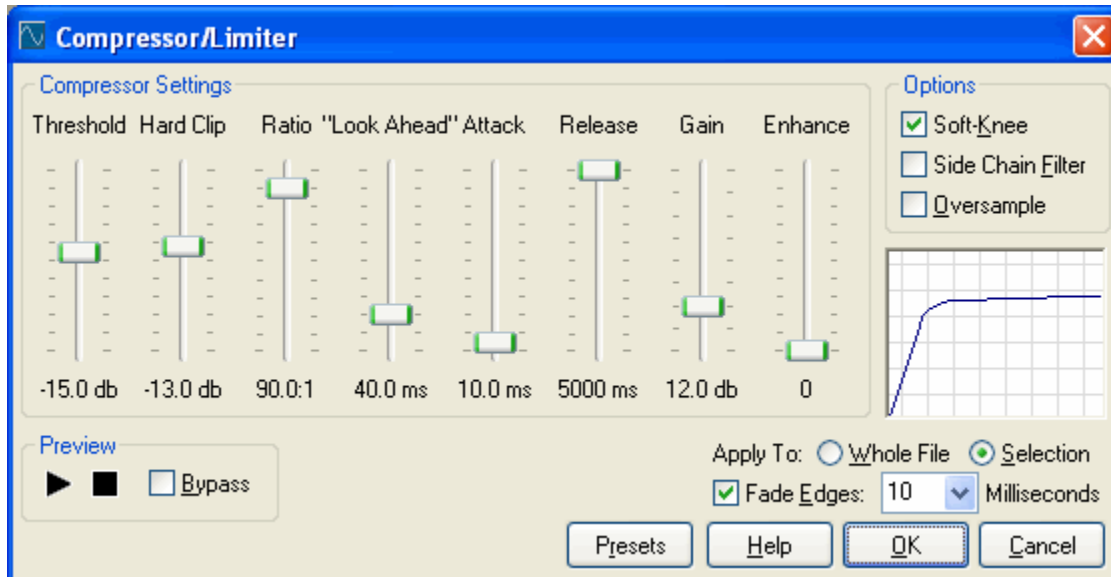 Compressor/Limiter
Compressor Settings
Threshold Hard Clip Ratio "Look Ahead" Attack Release Gain Enhance
-15.0 db -13.0 db 90.0:1 40.0 ms 10.0 ms 5000 ms 12.0 db 0
Options
Soft-Knee
Side Chain Filter
Oversample
Preview
Bypass
Apply To: Whole File Selection
Fade Edges: 10 Milliseconds
Presets Help OK Cancel